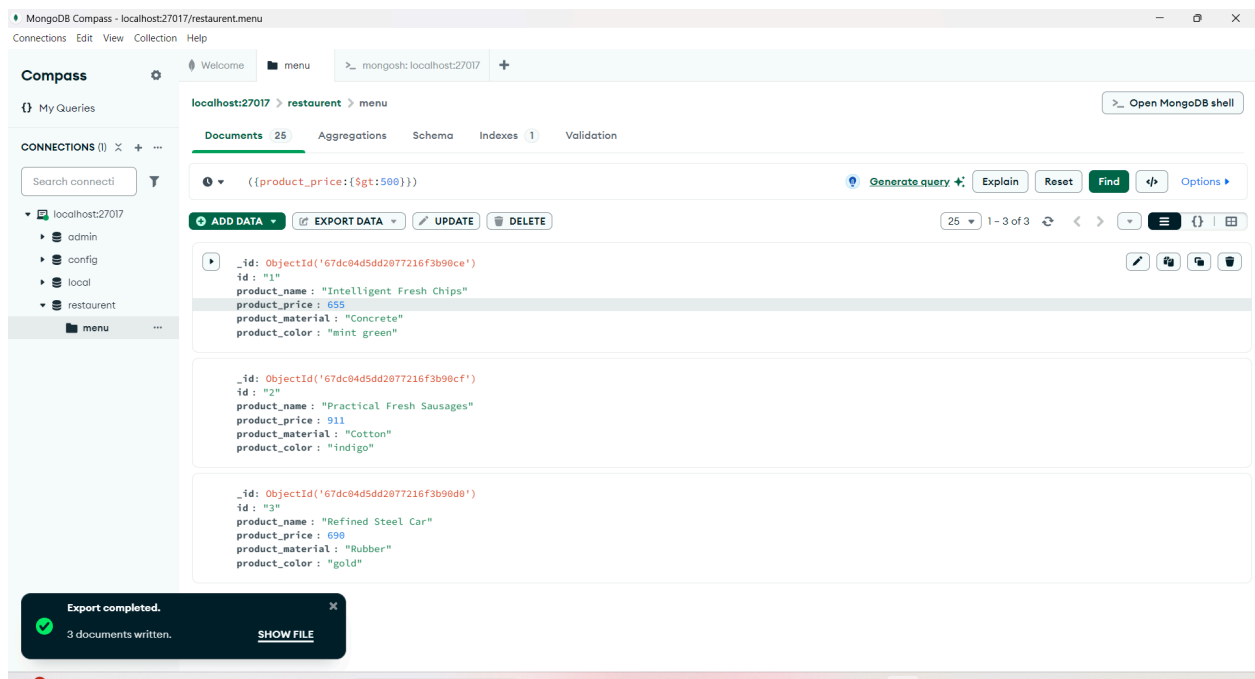 MongoDB Compass - localhost:27017/restaurent.menu
Connections Edit View Collection Help
Compass
{} My Queries
CONNECTIONS (1)
Search connecti
localhost:27017
admin
config
local
restaurent
menu
Welcome
menu
>_ mongosh: localhost:27017
localhost:27017 > restaurent > menu
>_ Open MongoDB shell
Documents 25 Aggregations Schema Indexes 1 Validation
({product_price:{$gt:500}})
Generate query Explain Reset Find </> Options
ADD DATA EXPORT DATA UPDATE DELETE
25 1 – 3 of 3 {}
_id: ObjectId('67dc04d5dd2077216f3b90ce')
id : "1"
product_name : "Intelligent Fresh Chips"
product_price : 655
product_material : "Concrete"
product_color : "mint green"
_id: ObjectId('67dc04d5dd2077216f3b90cf')
id : "2"
product_name : "Practical Fresh Sausages"
product_price : 911
product_material : "Cotton"
product_color : "indigo"
_id: ObjectId('67dc04d5dd2077216f3b90d0')
id : "3"
product_name : "Refined Steel Car"
product_price : 690
product_material : "Rubber"
product_color : "gold"
Export completed.
3 documents written.
SHOW FILE